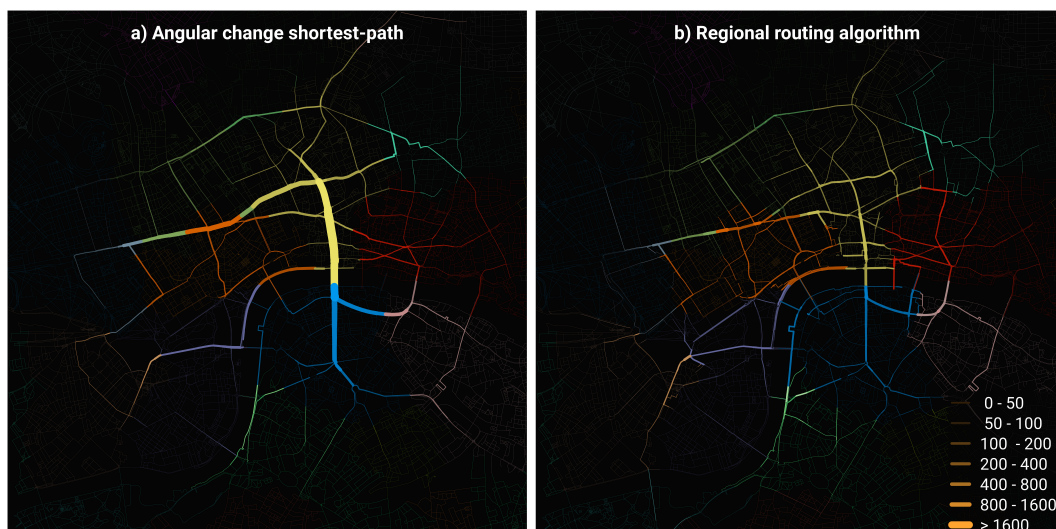 a) Angular change shortest-path
b) Regional routing algorithm
0 - 50
50 - 100
100 - 200
200 - 400
400 - 800
800 - 1600
> 1600